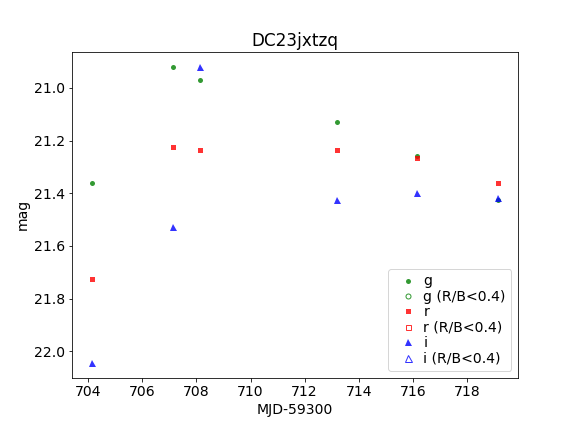 DC23jxtzq
mag
21.0
21.2
21.4
21.6
21.8
22.0
704 706 708 710 712 714 716 718
MJD-59300
g
g (R/B<0.4)
r
r (R/B<0.4)
i
i (R/B<0.4)